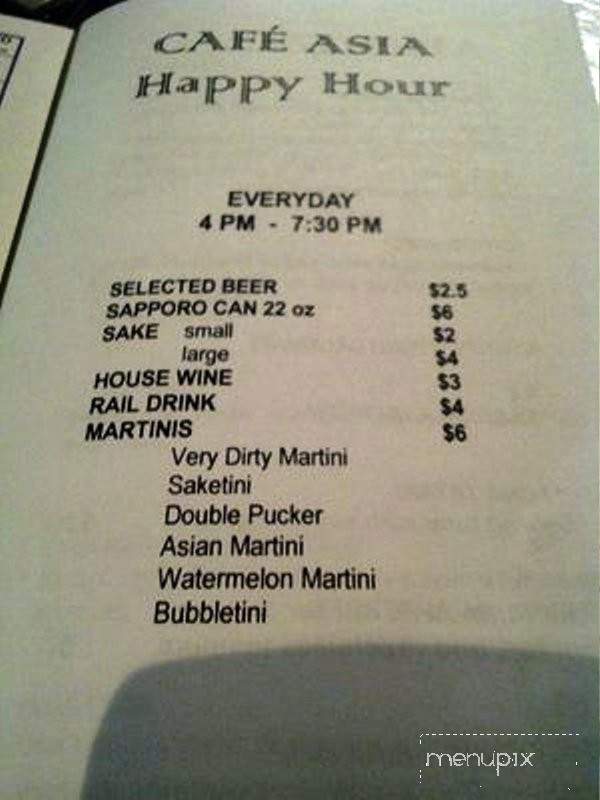 CAFÉ ASIA
Happy Hour
EVERYDAY
4 PM - 7:30 PM
SELECTED BEER $2.5
SAPPORO CAN 22 oz $6
SAKE small $2
large $4
HOUSE WINE $3
RAIL DRINK $4
MARTINIS $6
Very Dirty Martini
Saketini
Double Pucker
Asian Martini
Watermelon Martini
Bubbletini
menupix